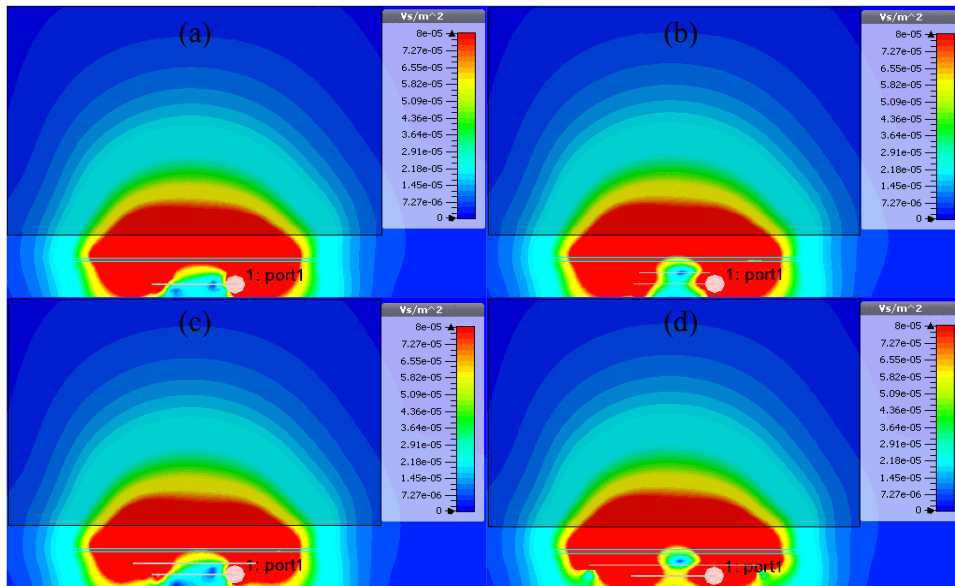 (a)
Vs/m^2
8e-05
7.27e-05
6.55e-05
5.82e-05
5.09e-05
4.36e-05
3.64e-05
2.91e-05
2.18e-05
1.45e-05
7.27e-06
0
1: port1
(b)
Vs/m^2
8e-05
7.27e-05
6.55e-05
5.82e-05
5.09e-05
4.36e-05
3.64e-05
2.91e-05
2.18e-05
1.45e-05
7.27e-06
0
1: port1
(c)
Vs/m^2
8e-05
7.27e-05
6.55e-05
5.82e-05
5.09e-05
4.36e-05
3.64e-05
2.91e-05
2.18e-05
1.45e-05
7.27e-06
0
1: port1
(d)
Vs/m^2
8e-05
7.27e-05
6.55e-05
5.82e-05
5.09e-05
4.36e-05
3.64e-05
2.91e-05
2.18e-05
1.45e-05
7.27e-06
0
1: port1